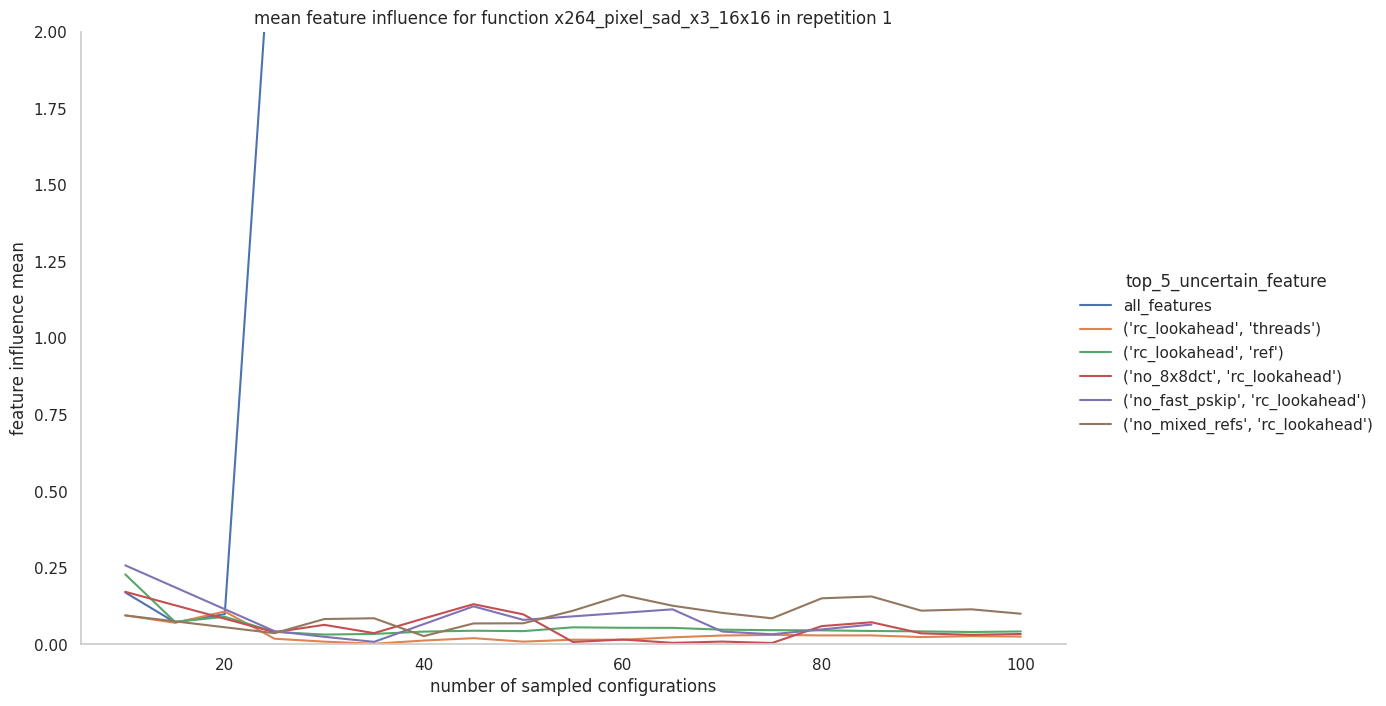 mean feature influence for function x264_pixel_sad_x3_16x16 in repetition 1
2.00
1.75
1.50
1.25
1.00
0.75
0.50
0.25
0.00
feature influence mean
20
40
60
80
100
number of sampled configurations
top_5_uncertain_feature
all_features
('rc_lookahead', 'threads')
('rc_lookahead', 'ref')
('no_8x8dct', 'rc_lookahead')
('no_fast_pskip', 'rc_lookahead')
('no_mixed_refs', 'rc_lookahead')